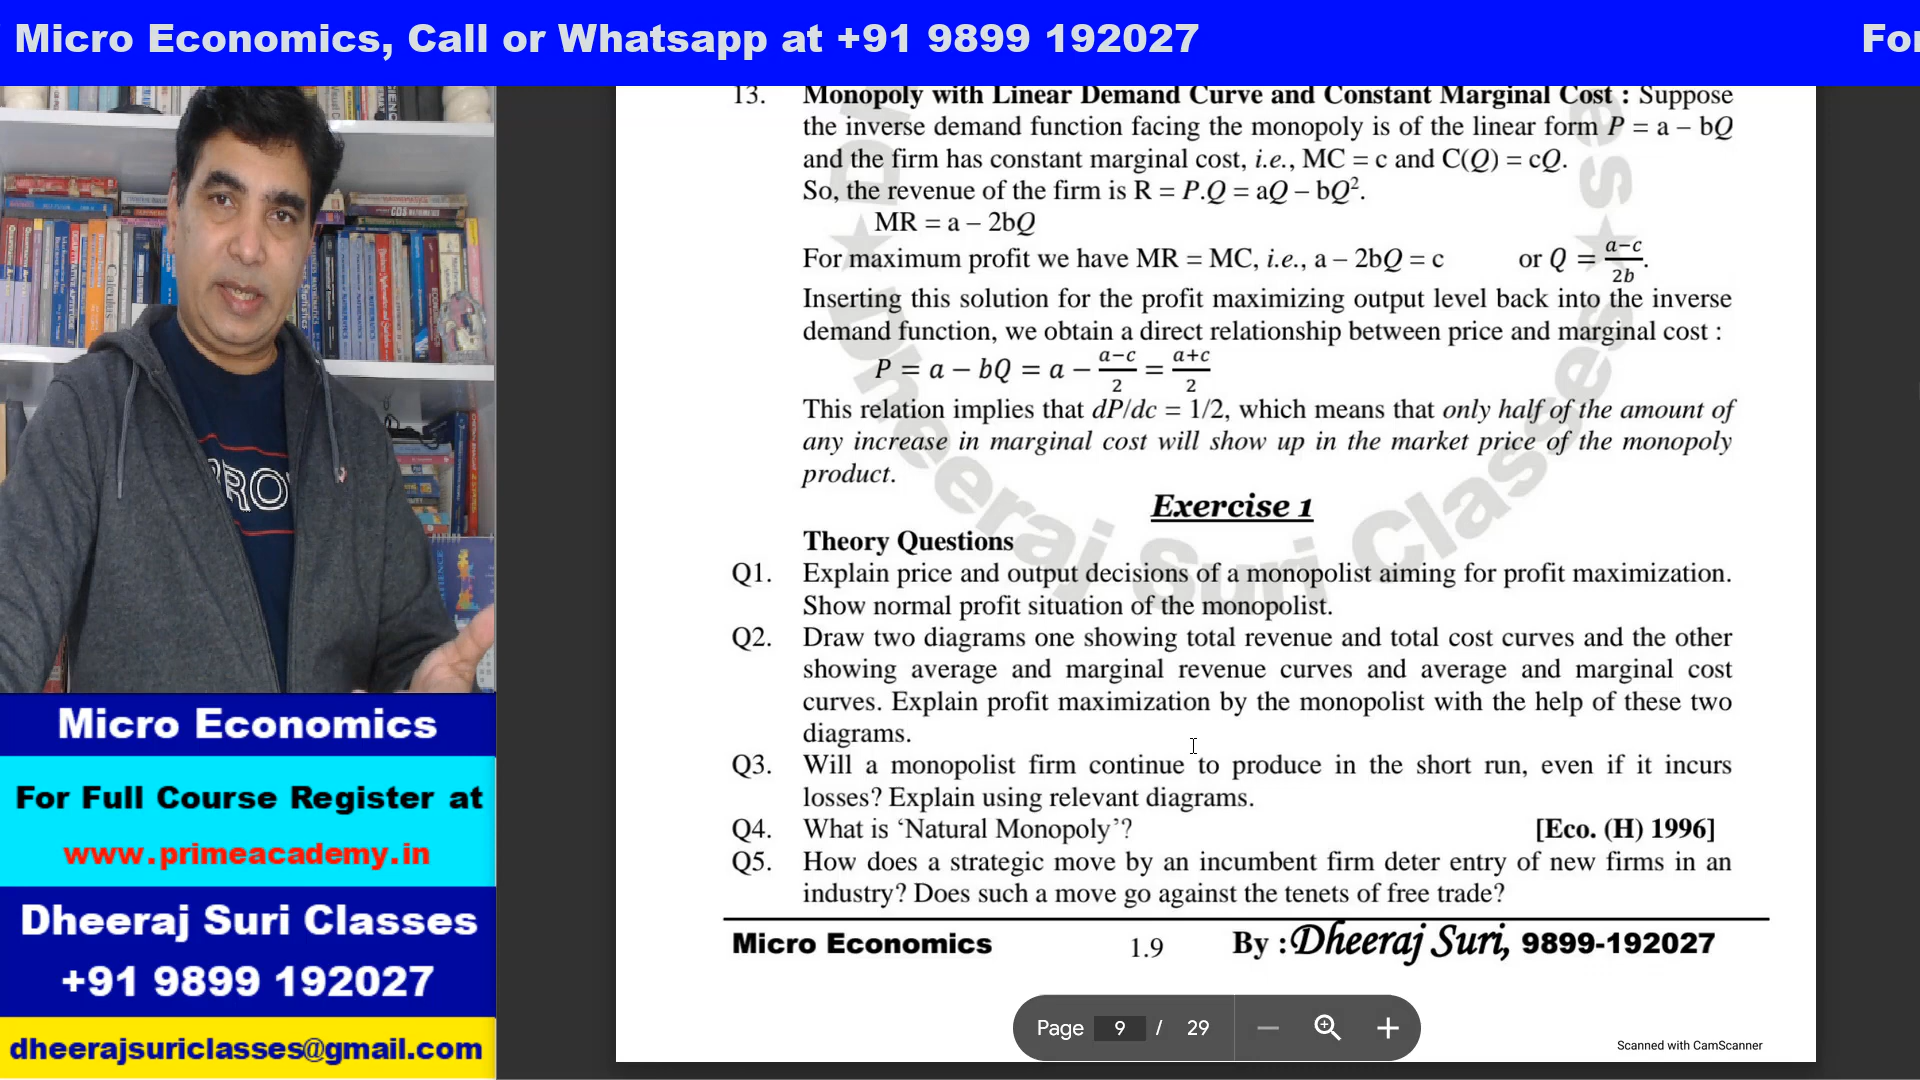 Micro Economics, Call or Whatsapp at +91 9899 192027
For
13. Monopoly with Linear Demand Curve and Constant Marginal Cost : Suppose
the inverse demand function facing the monopoly is of the linear form P = a – bQ
and the firm has constant marginal cost, i.e., MC = c and C(Q) = cQ.
So, the revenue of the firm is R = P.Q = aQ – bQ².
MR = a – 2bQ
For maximum profit we have MR = MC, i.e., a – 2bQ = c or Q = (a−c)/2b.
Inserting this solution for the profit maximizing output level back into the inverse
demand function, we obtain a direct relationship between price and marginal cost :
P = a − bQ = a − (a−c)/2 = (a+c)/2
This relation implies that dP/dc = 1/2, which means that only half of the amount of
any increase in marginal cost will show up in the market price of the monopoly
product.
Exercise 1
Theory Questions
Q1. Explain price and output decisions of a monopolist aiming for profit maximization.
Show normal profit situation of the monopolist.
Q2. Draw two diagrams one showing total revenue and total cost curves and the other
showing average and marginal revenue curves and average and marginal cost
curves. Explain profit maximization by the monopolist with the help of these two
diagrams.
Q3. Will a monopolist firm continue to produce in the short run, even if it incurs
losses? Explain using relevant diagrams.
Q4. What is ‘Natural Monopoly’? [Eco. (H) 1996]
Q5. How does a strategic move by an incumbent firm deter entry of new firms in an
industry? Does such a move go against the tenets of free trade?
Micro Economics 1.9 By : Dheeraj Suri, 9899-192027
Dheeraj Suri Classes
Page 9 / 29
Scanned with CamScanner
Micro Economics
For Full Course Register at
www.primeacademy.in
Dheeraj Suri Classes
+91 9899 192027
dheerajsuriclasses@gmail.com